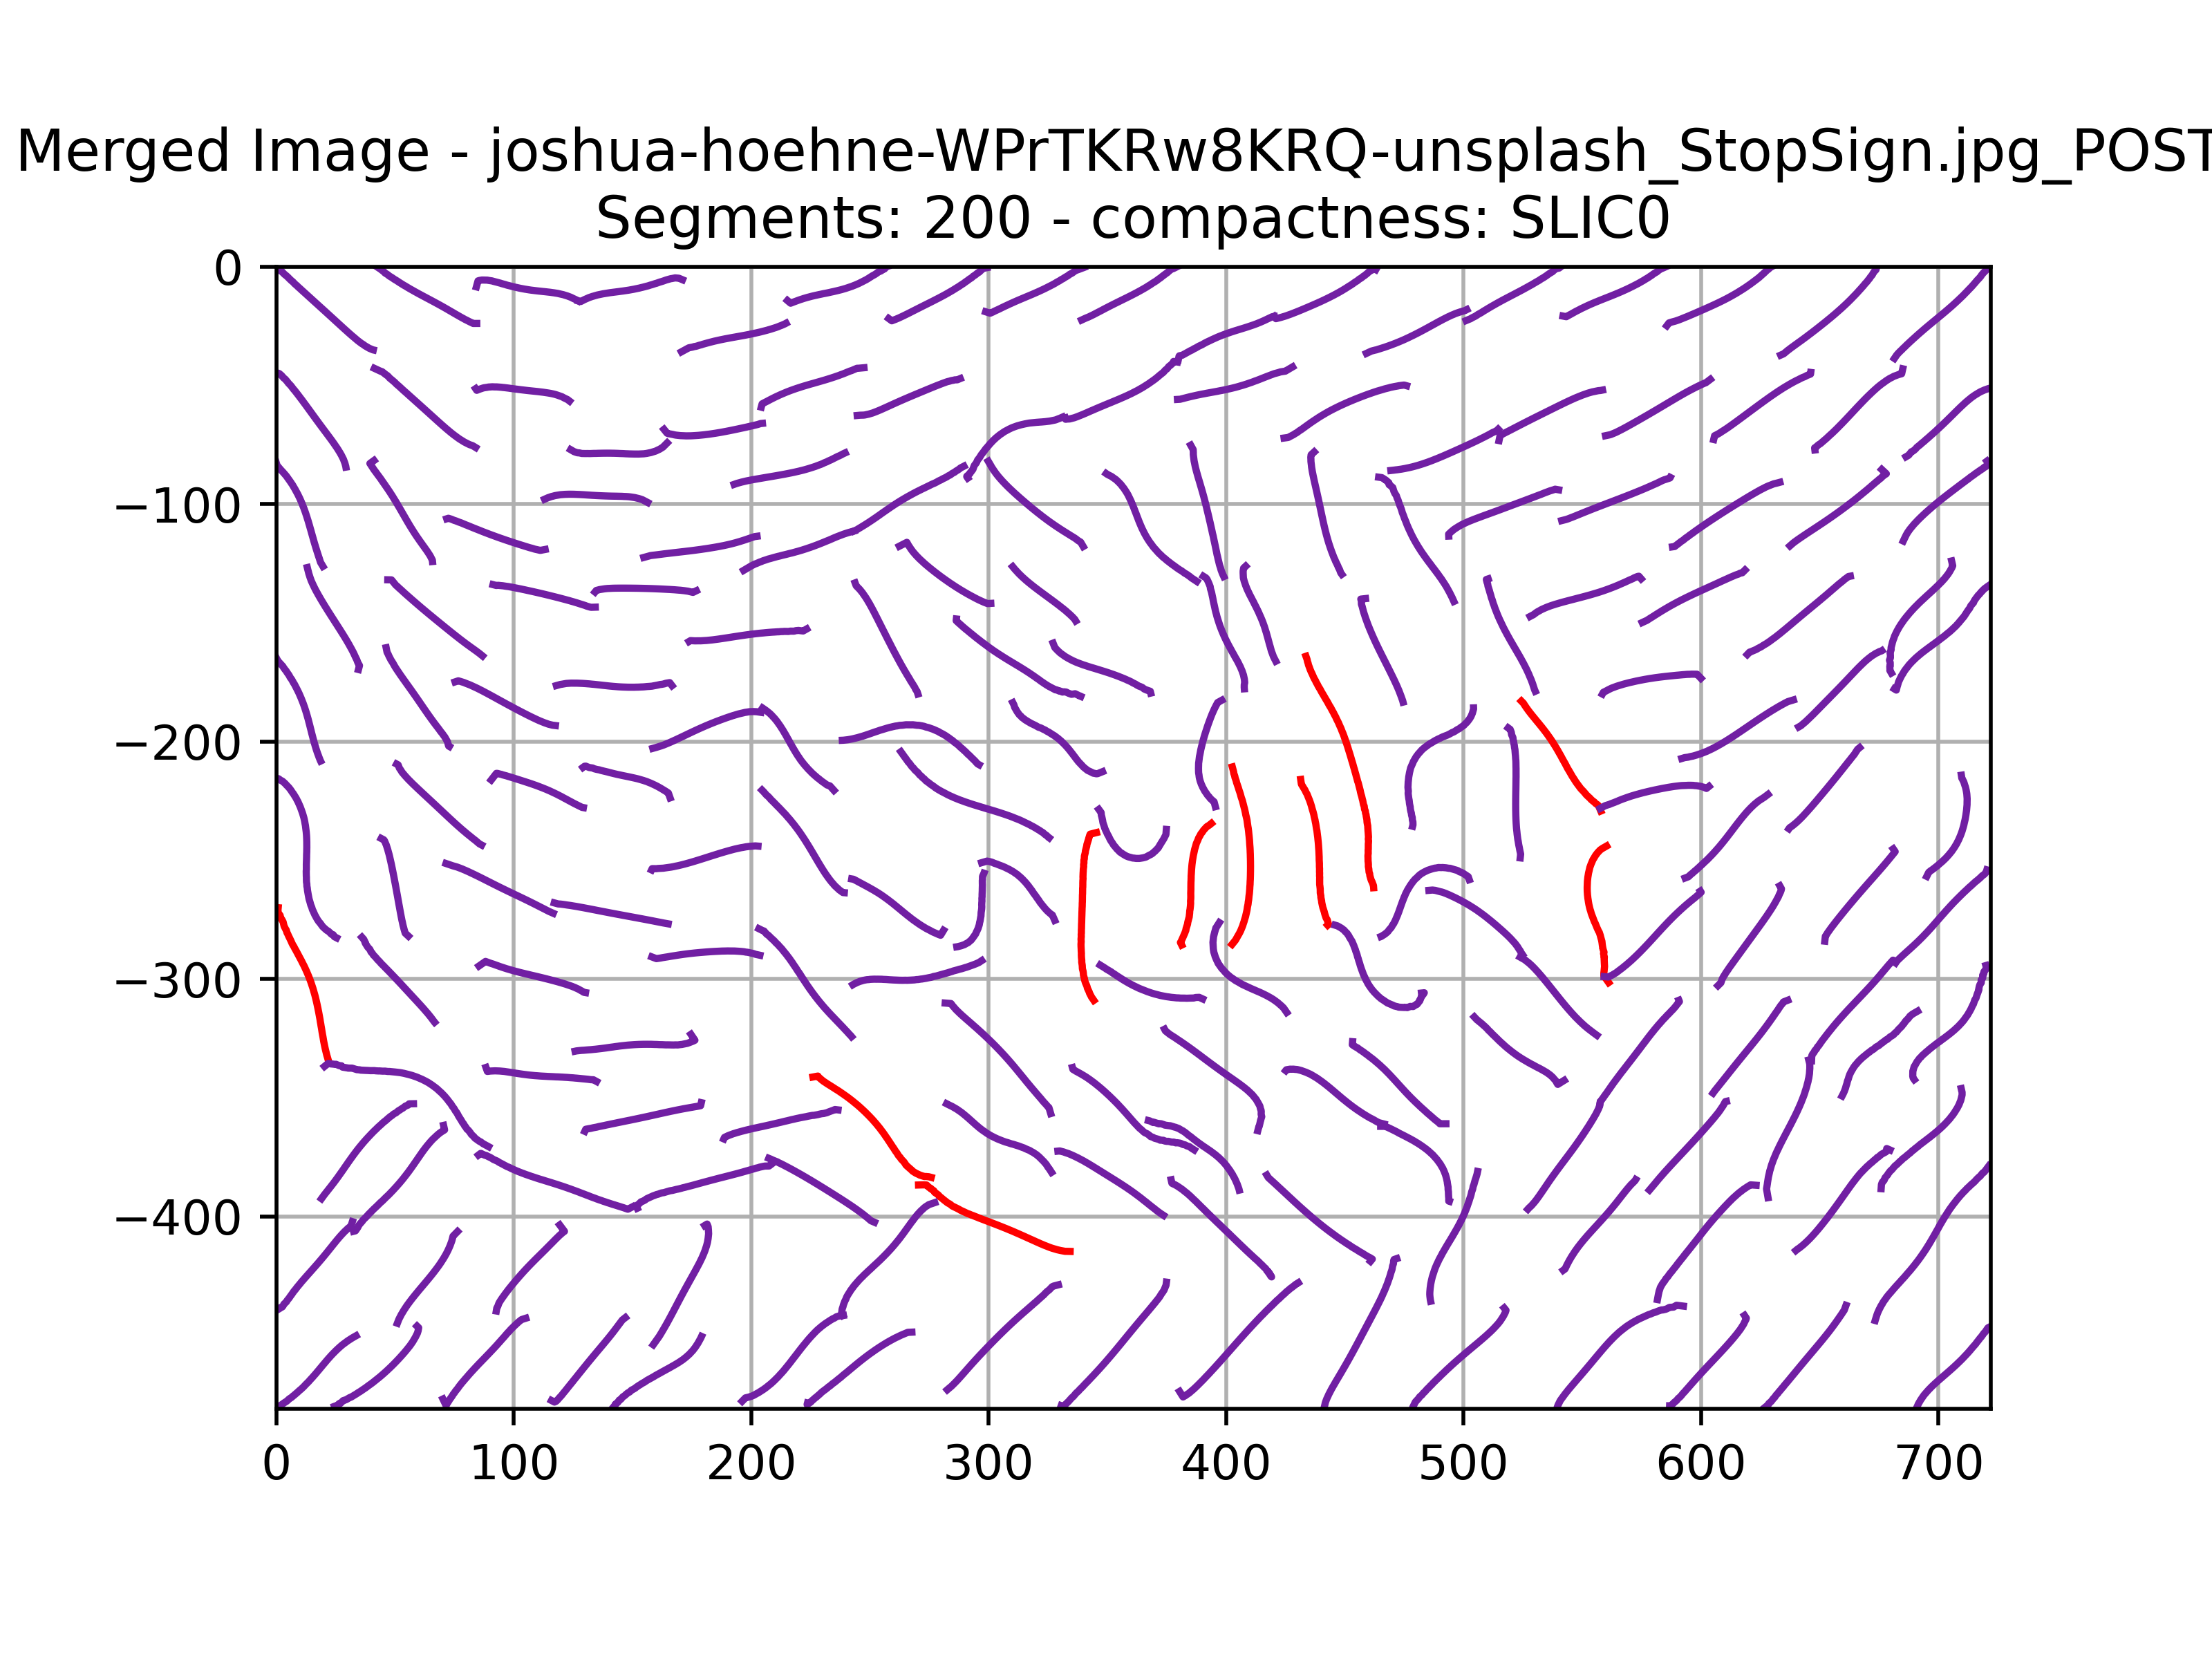 Merged Image - joshua-hoehne-WPrTKRw8KRQ-unsplash_StopSign.jpg_POST
Segments: 200 - compactness: SLIC0
0
−100
−200
−300
−400
0 100 200 300 400 500 600 700